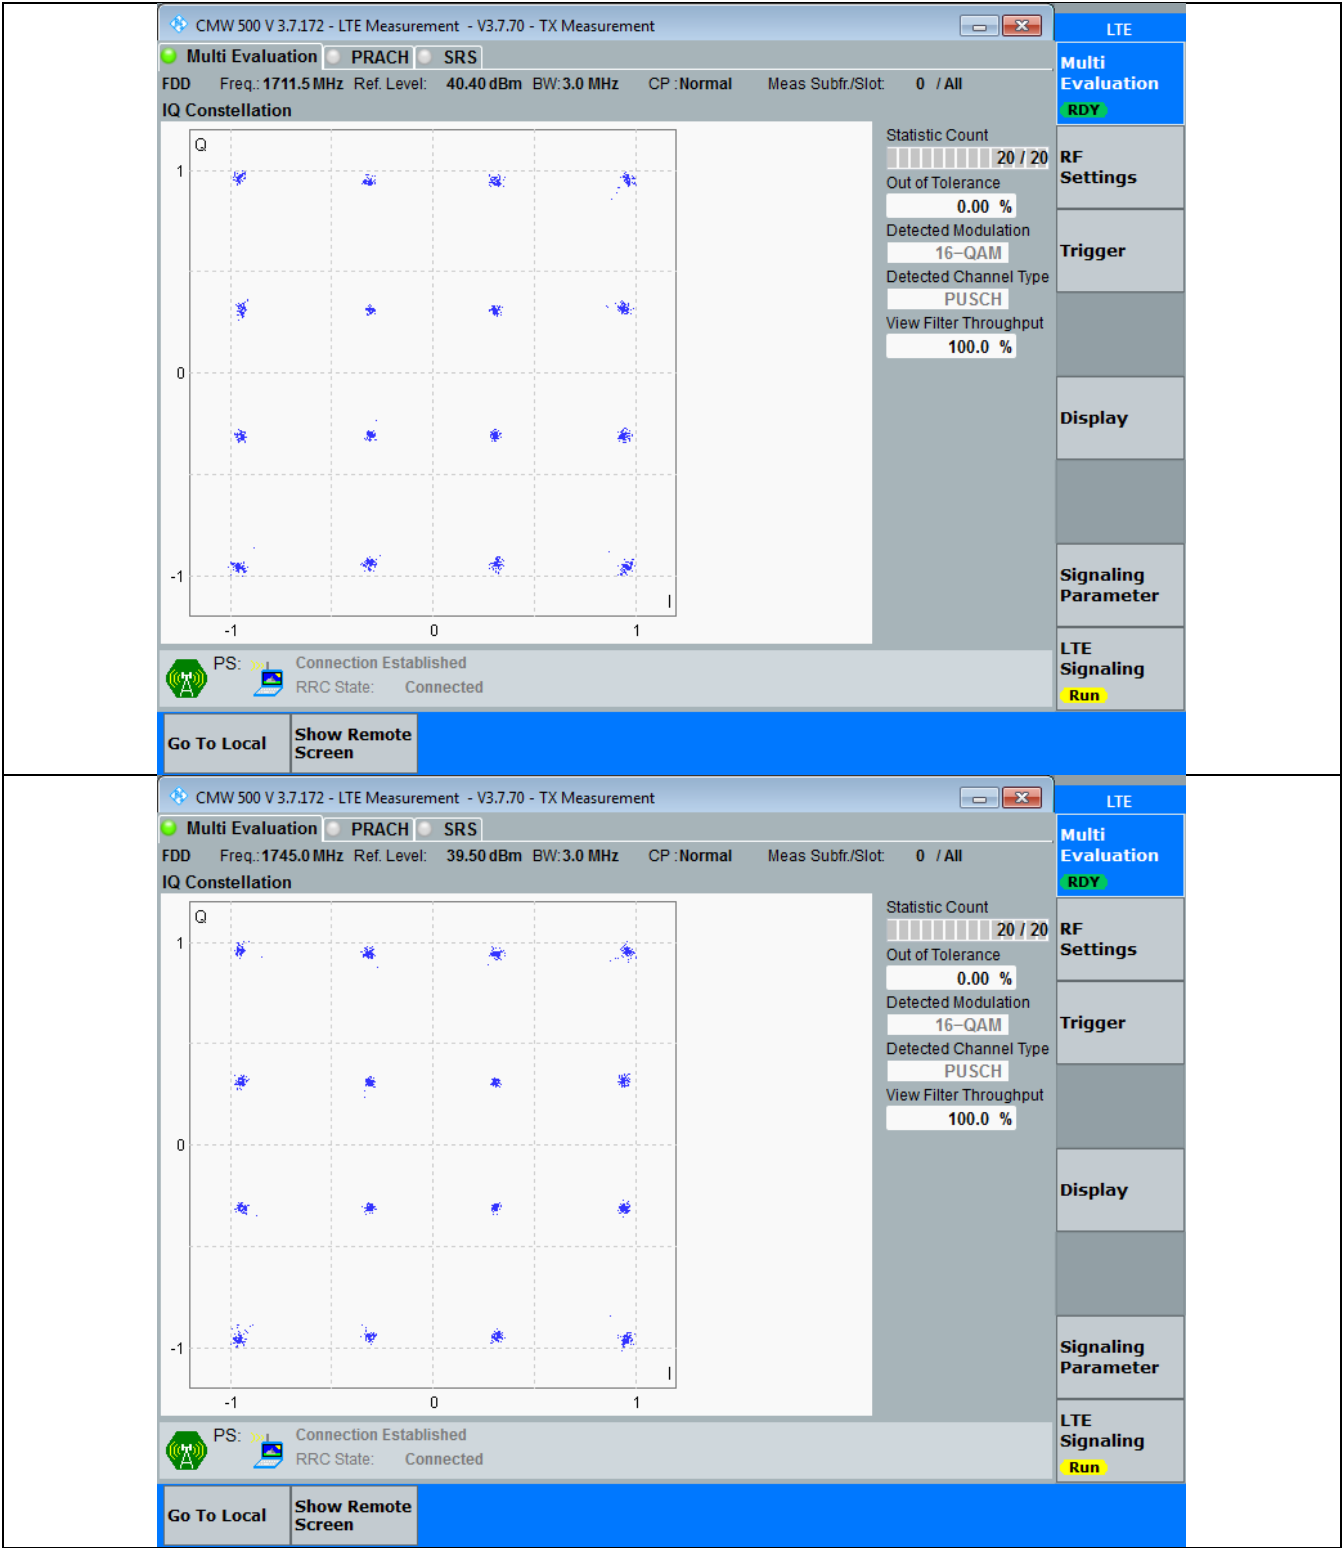 CMW 500 V 3.7.172 - LTE Measurement - V3.7.70 - TX Measurement
LTE
Multi Evaluation PRACH SRS
FDD Freq.: 1711.5 MHz Ref. Level: 40.40 dBm BW: 3.0 MHz CP : Normal Meas Subfr./Slot: 0 / All
IQ Constellation
Q
1
0
-1
I
-1 0 1
Statistic Count
20 / 20
Out of Tolerance
0.00 %
Detected Modulation
16-QAM
Detected Channel Type
PUSCH
View Filter Throughput
100.0 %
Multi
Evaluation
RDY
RF
Settings
Trigger
Display
Signaling
Parameter
LTE
Signaling
Run
PS: Connection Established
RRC State: Connected
Go To Local
Show Remote
Screen
CMW 500 V 3.7.172 - LTE Measurement - V3.7.70 - TX Measurement
LTE
Multi Evaluation PRACH SRS
FDD Freq.: 1745.0 MHz Ref. Level: 39.50 dBm BW: 3.0 MHz CP : Normal Meas Subfr./Slot: 0 / All
IQ Constellation
Q
1
0
-1
I
-1 0 1
Statistic Count
20 / 20
Out of Tolerance
0.00 %
Detected Modulation
16-QAM
Detected Channel Type
PUSCH
View Filter Throughput
100.0 %
Multi
Evaluation
RDY
RF
Settings
Trigger
Display
Signaling
Parameter
LTE
Signaling
Run
PS: Connection Established
RRC State: Connected
Go To Local
Show Remote
Screen